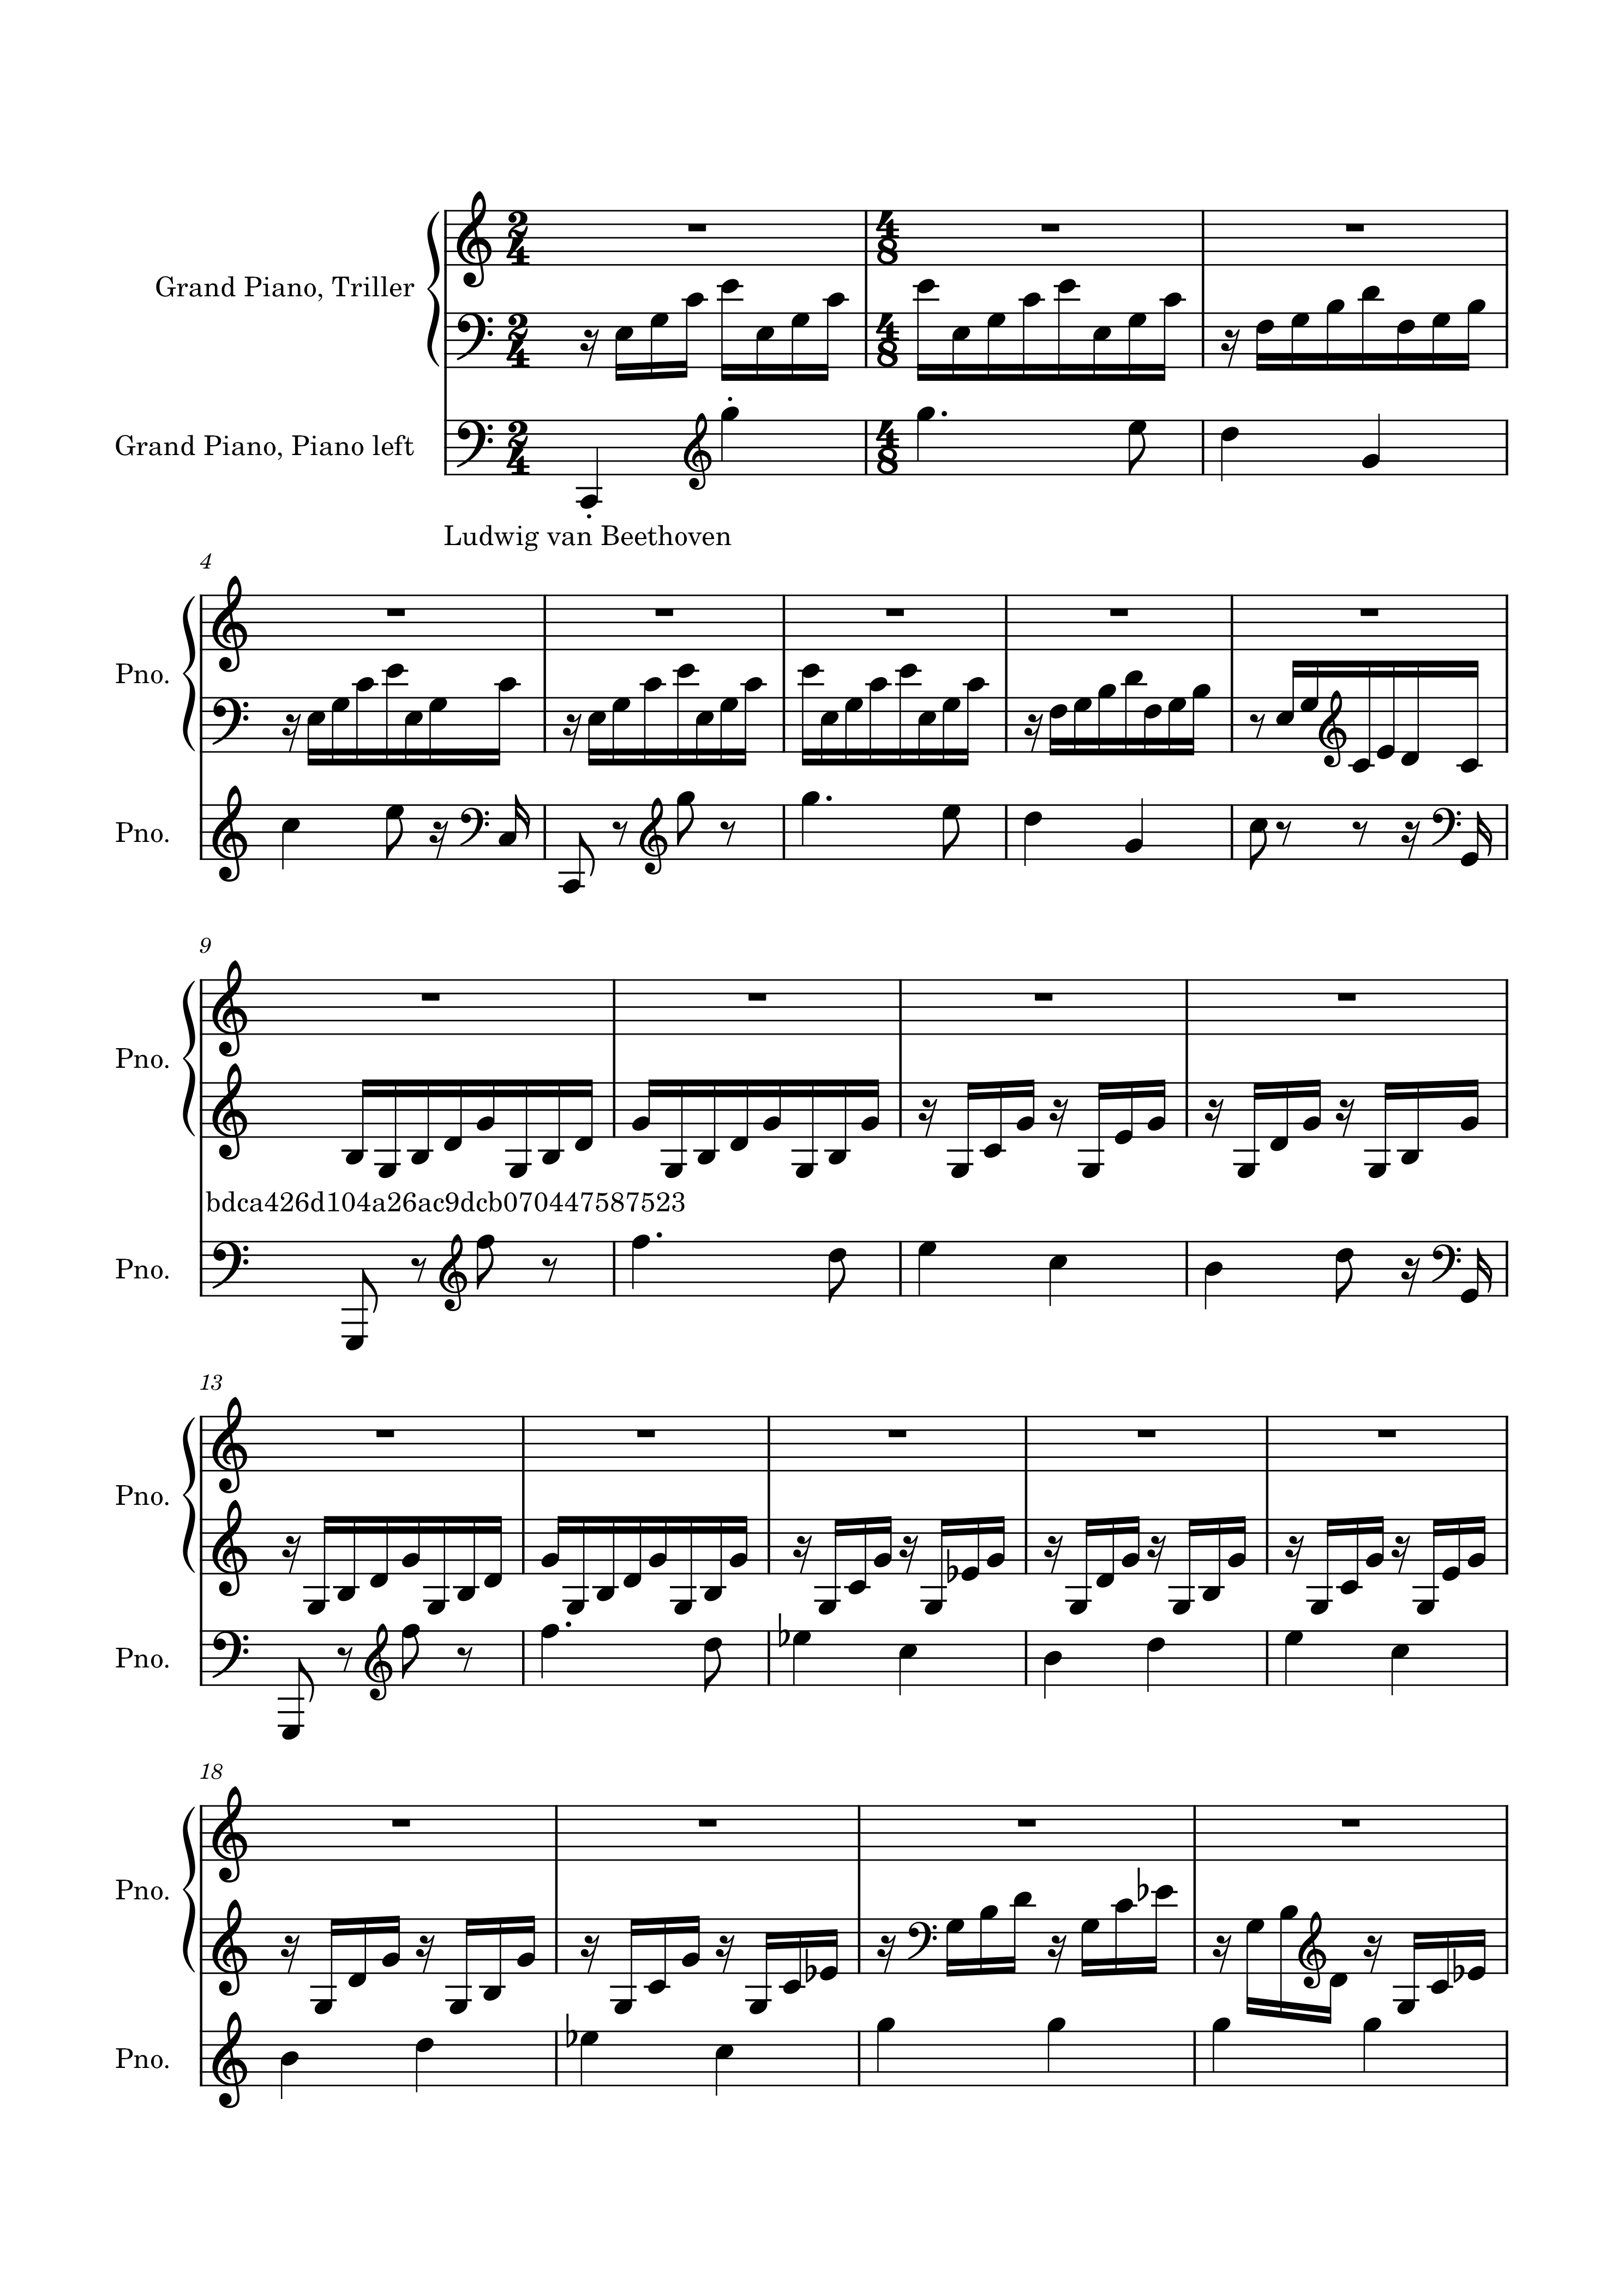 Grand Piano, Triller
Grand Piano, Piano left
Ludwig van Beethoven
4
Pno.
Pno.
9
Pno.
bdca426d104a26ac9dcb070447587523
Pno.
13
Pno.
Pno.
18
Pno.
Pno.